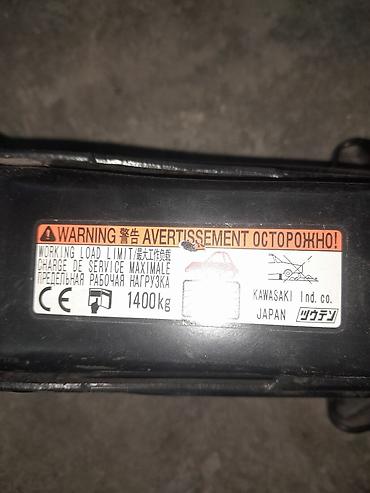 WARNING 警告 AVERTISSEMENT ОСТОРОЖНО!
WORKING LOAD LIMIT/最大工作负载
CHARGE DE SERVICE MAXIMALE
ПРЕДЕЛЬНАЯ РАБОЧАЯ НАГРУЗКА
CE 1400kg
KAWASAKI Ind. co.
JAPAN ツウテン